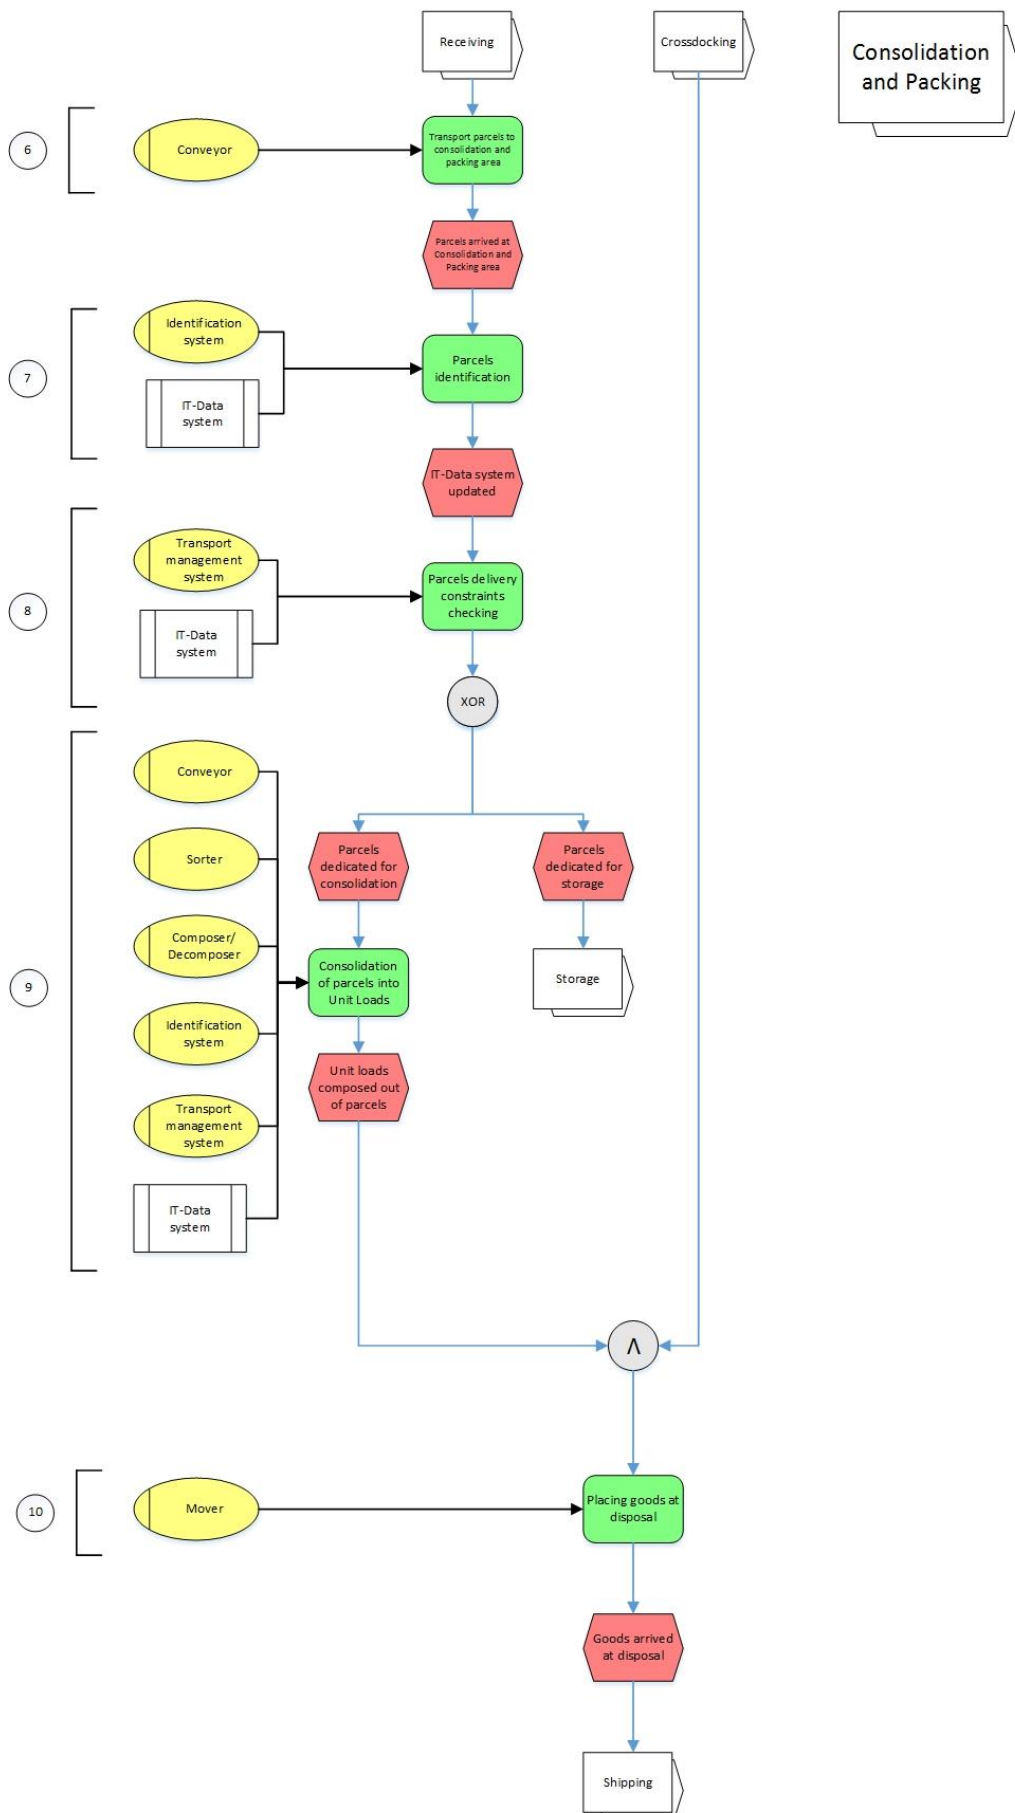 Receiving
Crossdocking
Consolidation
and Packing
6
Conveyor
Transport parcels to
consolidation and
packing area
Parcels arrived at
Consolidation and
Packing area
7
Identification
system
IT-Data
system
Parcels
identification
IT-Data system
updated
8
Transport
management
system
IT-Data
system
Parcels delivery
constraints
checking
XOR
9
Conveyor
Sorter
Composer/
Decomposer
Identification
system
Transport
management
system
IT-Data
system
Parcels
dedicated for
consolidation
Parcels
dedicated for
storage
Consolidation
of parcels into
Unit Loads
Storage
Unit loads
composed out
of parcels
Λ
10
Mover
Placing goods at
disposal
Goods arrived
at disposal
Shipping